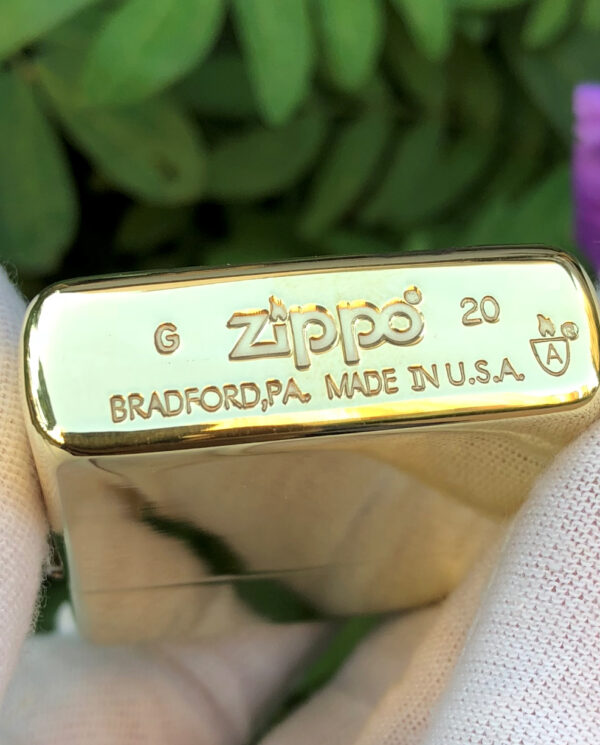 G zippo® 20
BRADFORD,PA. MADE IN U.S.A. A®